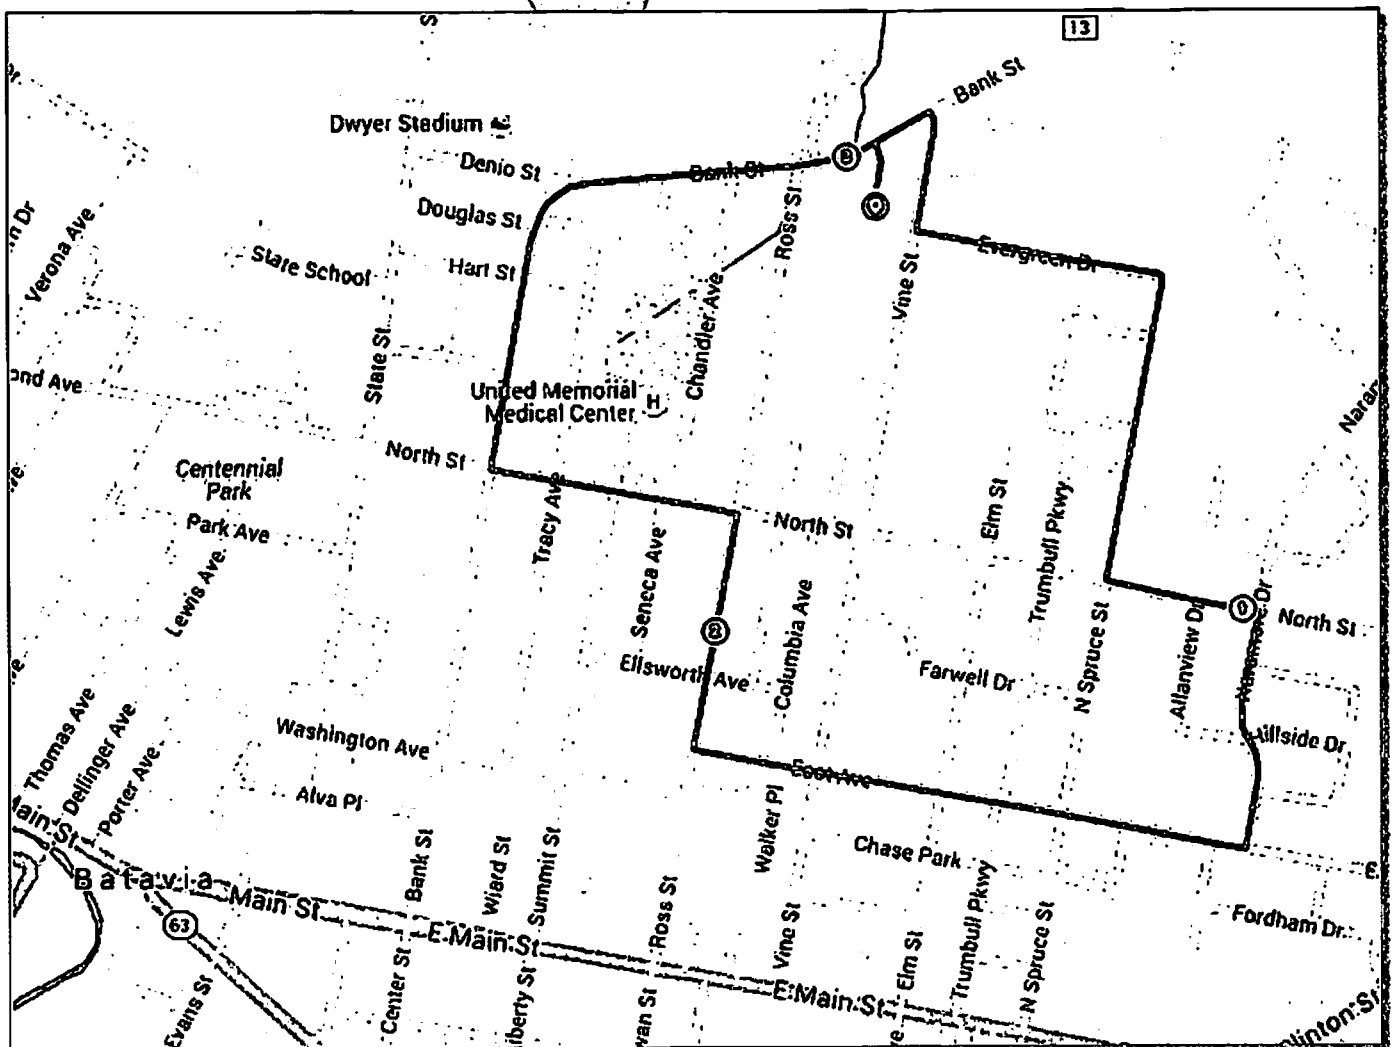 13
Bank St
Dwyer Stadium
Denio St
Bank St
B
Douglas St
Ross St
Verona Ave
State School
Hart St
Evergreen Dr
Vine St
Chandler Ave
State St
United Memorial
Medical Center
H
North St
Centennial
Park
Park Ave
Tracy Ave
North St
Elm St
Trumbull Pkwy
Lewis Ave
Seneca Ave
Columbia Ave
N Spruce St
Allanview Dr
North St
Ellsworth Ave
Farwell Dr
Hillside Dr
Thomas Ave
Dellinger Ave
Porter Ave
Washington Ave
Alva Pl
East Ave
Walker Pl
Chase Park
Main St
Batavia
Bank St
Wiard St
Summit St
Main St
63
E Main St
Ross St
Vine St
Elm St
Trumbull Pkwy
N Spruce St
Fordham Dr
E Main St
Evans St
Center St